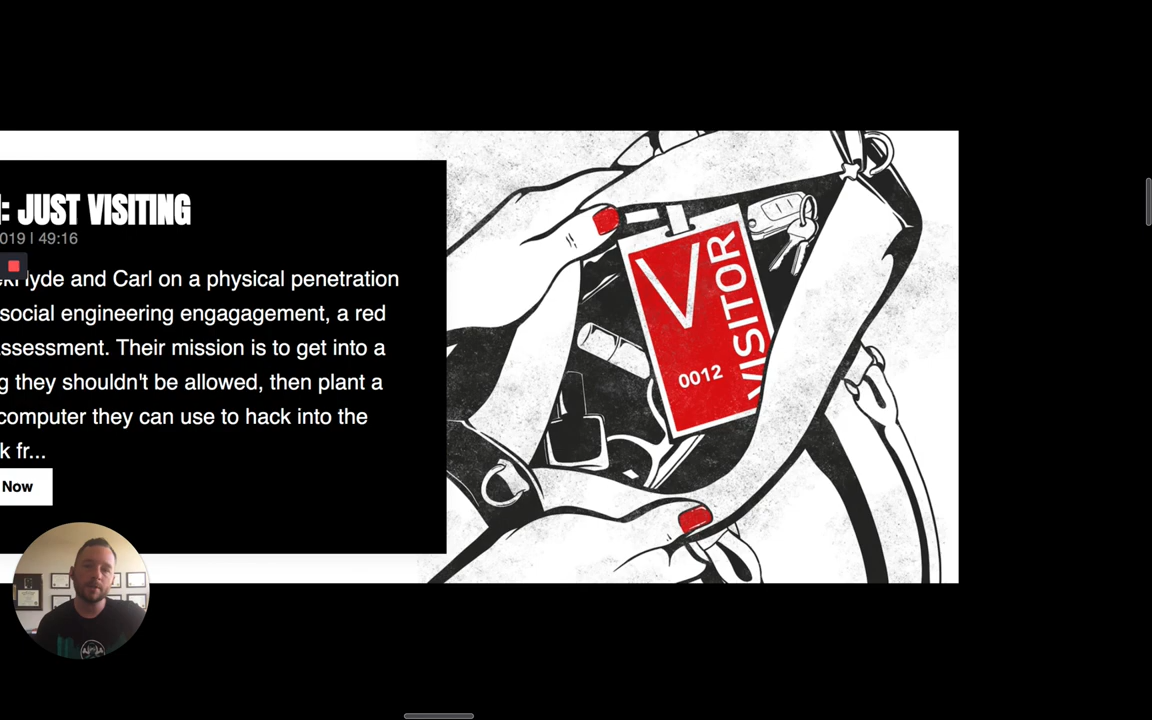 : JUST VISITING
019 | 49:16
lyde and Carl on a physical penetration
social engineering engagagement, a red
ssessment. Their mission is to get into a
g they shouldn't be allowed, then plant a
computer they can use to hack into the
k fr...
Now
V
VISITOR
0012